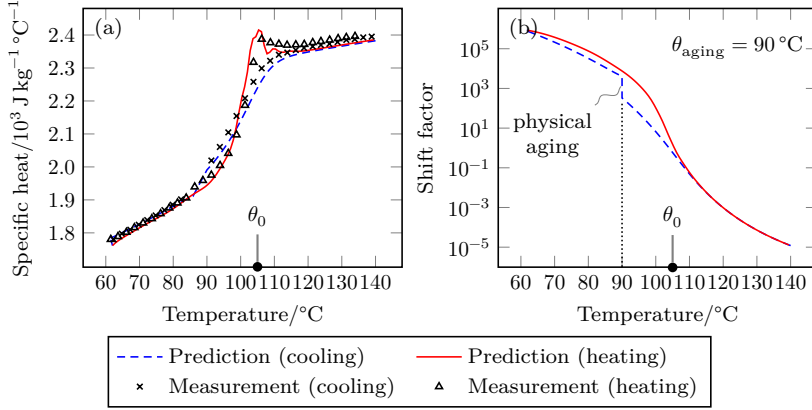 (a)
2.4
2.3
2.2
2.1
2.0
1.9
1.8
Specific heat/10³ J kg⁻¹ °C⁻¹
θ₀
60 70 80 90 100 110 120 130 140
Temperature/°C
(b)
θaging = 90 °C
10⁵
10³
10¹
10⁻¹
10⁻³
10⁻⁵
Shift factor
physical
aging
θ₀
60 70 80 90 100 110 120 130 140
Temperature/°C
Prediction (cooling) Prediction (heating)
Measurement (cooling) Measurement (heating)